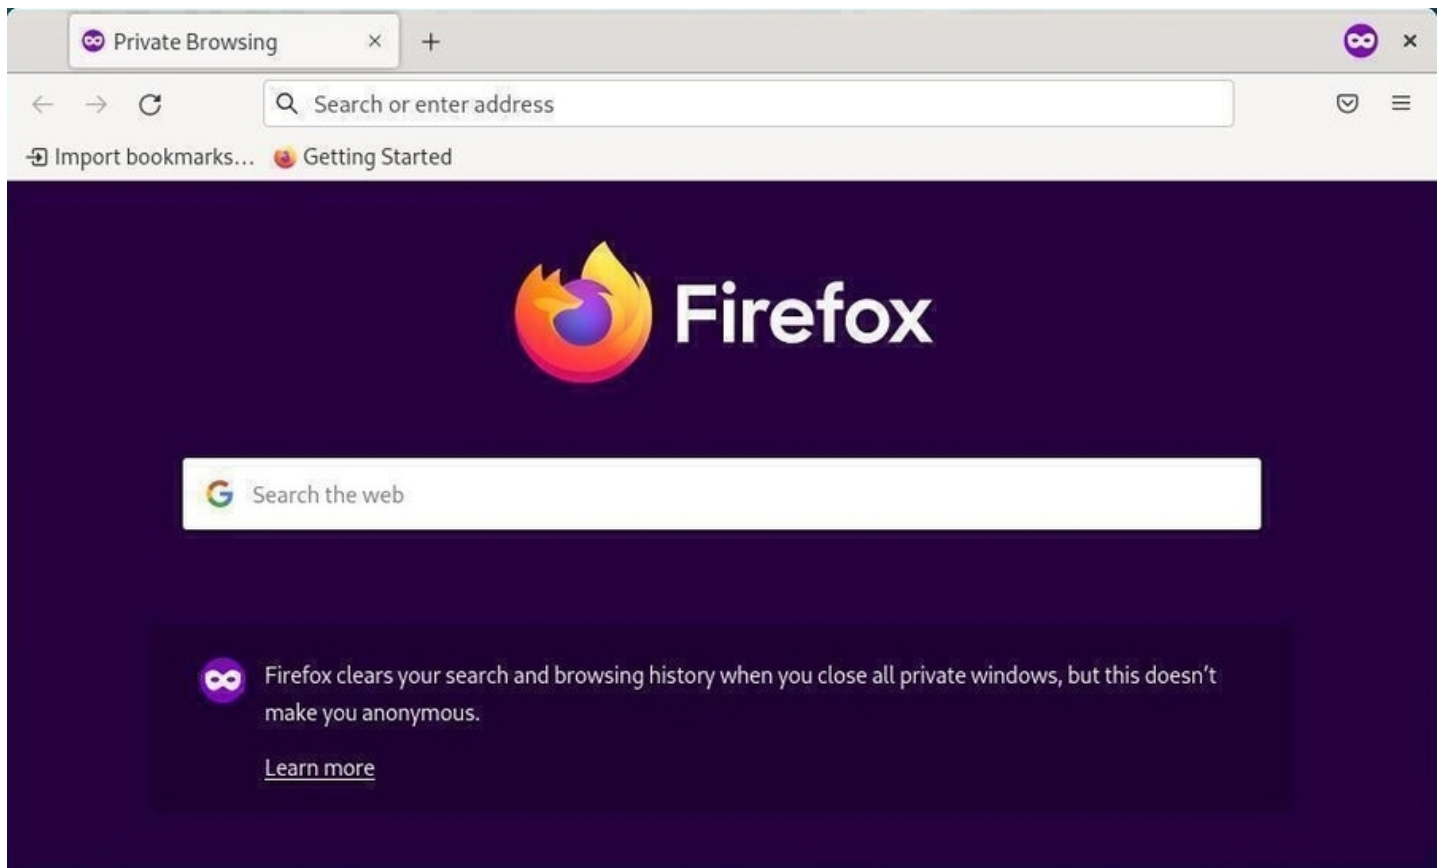 Private Browsing
Search or enter address
Import bookmarks...
Getting Started
Firefox
Search the web
Firefox clears your search and browsing history when you close all private windows, but this doesn’t
make you anonymous.
Learn more